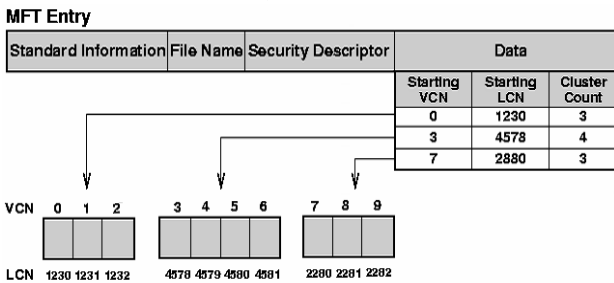 MFT Entry
Standard Information File Name Security Descriptor Data
Starting VCN Starting LCN Cluster Count
0 1230 3
3 4578 4
7 2880 3
VCN 0 1 2 3 4 5 6 7 8 9
LCN 1230 1231 1232 4578 4579 4580 4581 2280 2281 2282